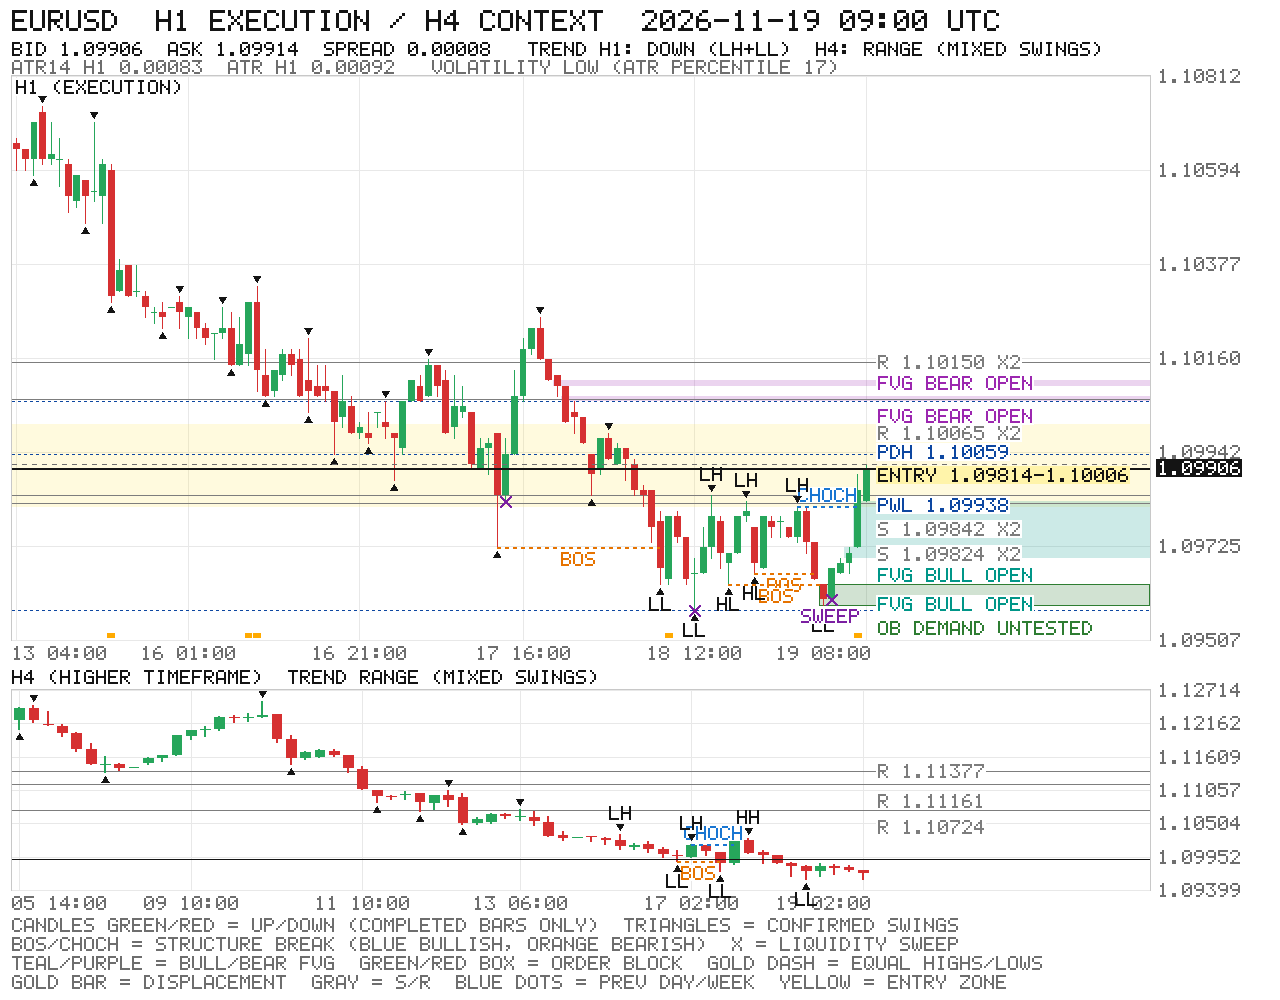 EURUSD  H1 EXECUTION / H4 CONTEXT  2026-11-19 09:00 UTC
BID 1.09906  ASK 1.09914  SPREAD 0.00008  TREND H1: DOWN (LH+LL)  H4: RANGE (MIXED SWINGS)
ATR14 H1 0.00083  ATR H1 0.00092  VOLATILITY LOW (ATR PERCENTILE 17)
H1 (EXECUTION)
1.10812
1.10594
1.10377
1.10160
R 1.10150 X2
FVG BEAR OPEN
FVG BEAR OPEN
R 1.10065 X2
PDH 1.10059
1.09942
1.09906
ENTRY 1.09814-1.10006
LH
LH
LH
CHOCH
PWL 1.09938
S 1.09842 X2
S 1.09824 X2
1.09725
BOS
FVG BULL OPEN
BOS
BOS
LL
HL
HL
FVG BULL OPEN
SWEEP
LL
LL
OB DEMAND UNTESTED
1.09507
13 04:00
16 01:00
16 21:00
17 16:00
18 12:00
19 08:00
H4 (HIGHER TIMEFRAME)  TREND RANGE (MIXED SWINGS)
1.12714
1.12162
1.11609
R 1.11377
1.11057
R 1.11161
R 1.10724
1.10504
LH
LH
CHOCH
HH
1.09952
BOS
LL
LL
LL
1.09399
05 14:00
09 10:00
11 10:00
13 06:00
17 02:00
19 02:00
CANDLES GREEN/RED = UP/DOWN (COMPLETED BARS ONLY)  TRIANGLES = CONFIRMED SWINGS
BOS/CHOCH = STRUCTURE BREAK (BLUE BULLISH, ORANGE BEARISH)  X = LIQUIDITY SWEEP
TEAL/PURPLE = BULL/BEAR FVG  GREEN/RED BOX = ORDER BLOCK  GOLD DASH = EQUAL HIGHS/LOWS
GOLD BAR = DISPLACEMENT  GRAY = S/R  BLUE DOTS = PREV DAY/WEEK  YELLOW = ENTRY ZONE